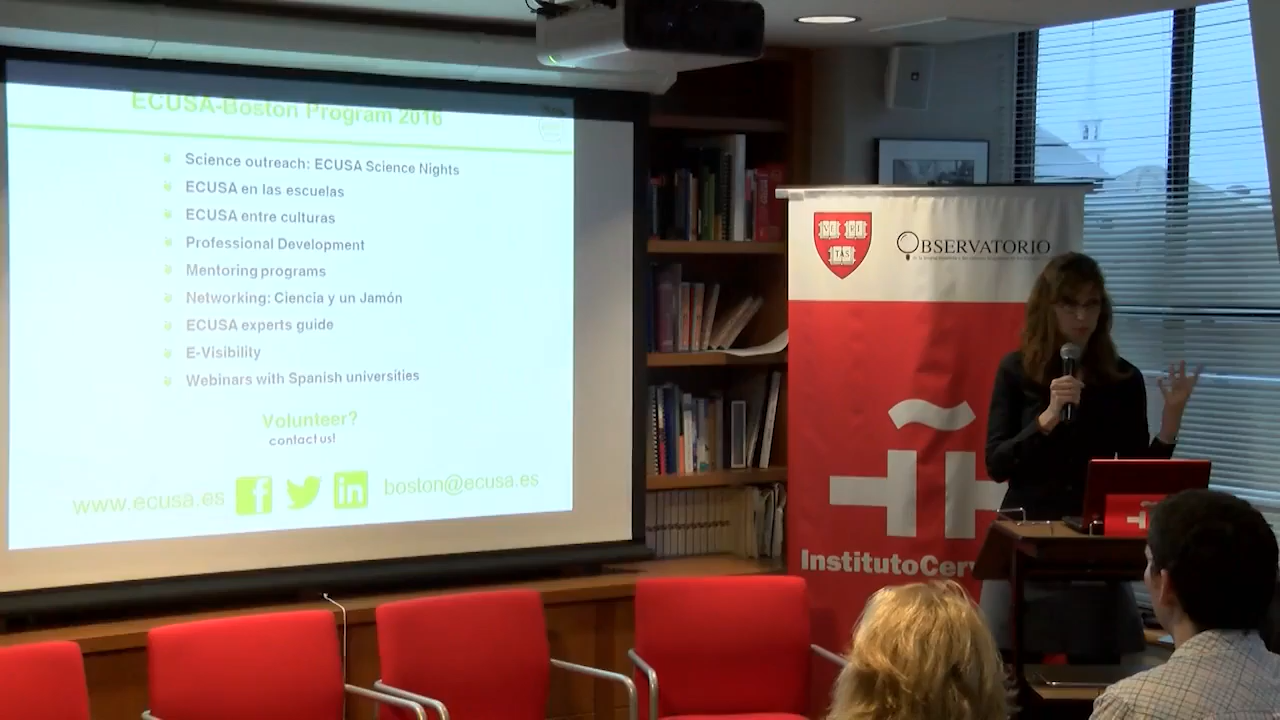 ECUSA-Boston Program 2016
Science outreach: ECUSA Science Nights
ECUSA en las escuelas
ECUSA entre culturas
Professional Development
Mentoring programs
Networking: Ciencia y un Jamón
ECUSA experts guide
E-Visibility
Webinars with Spanish universities
Volunteer?
contact us!
www.ecusa.es
boston@ecusa.es
OBSERVATORIO
InstitutoCerv